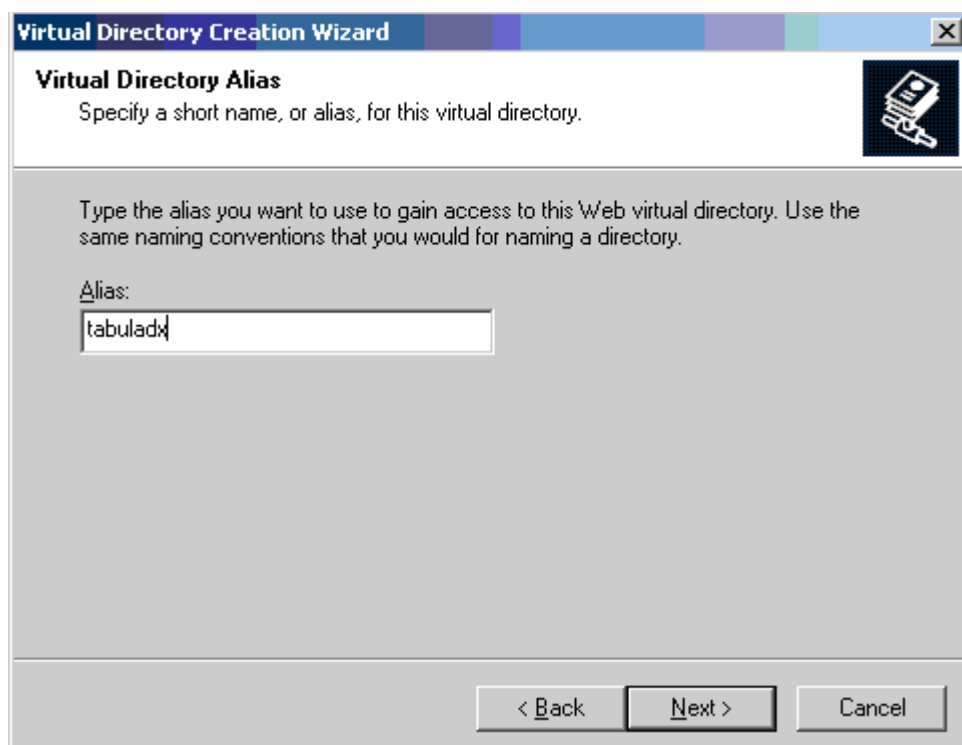 Virtual Directory Creation Wizard
Virtual Directory Alias
Specify a short name, or alias, for this virtual directory.
Type the alias you want to use to gain access to this Web virtual directory. Use the
same naming conventions that you would for naming a directory.
Alias:
tabuladx
< Back Next > Cancel